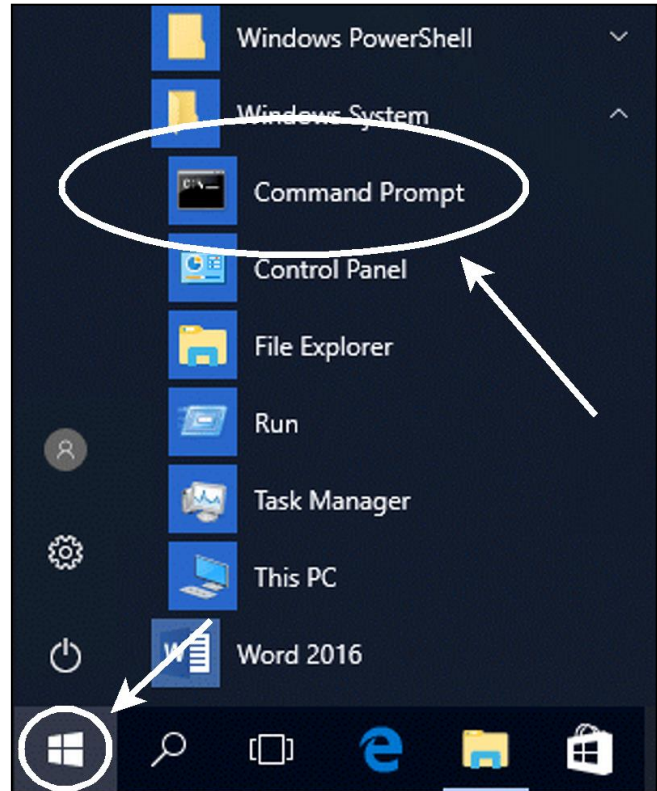 Windows PowerShell
Windows System
Command Prompt
Control Panel
File Explorer
Run
Task Manager
This PC
Word 2016